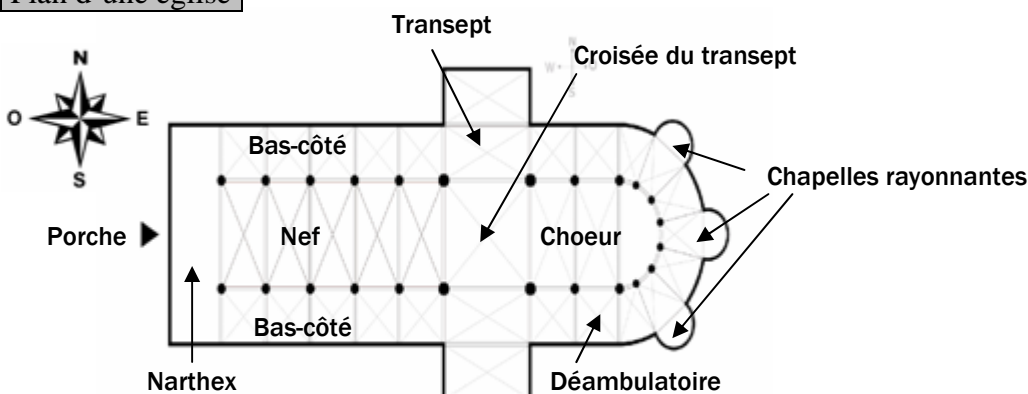 Plan d'une église
Transept
Croisée du transept
N
O E
S
N
W
S
Bas-côté
Chapelles rayonnantes
Porche
Nef
Choeur
Bas-côté
Narthex
Déambulatoire